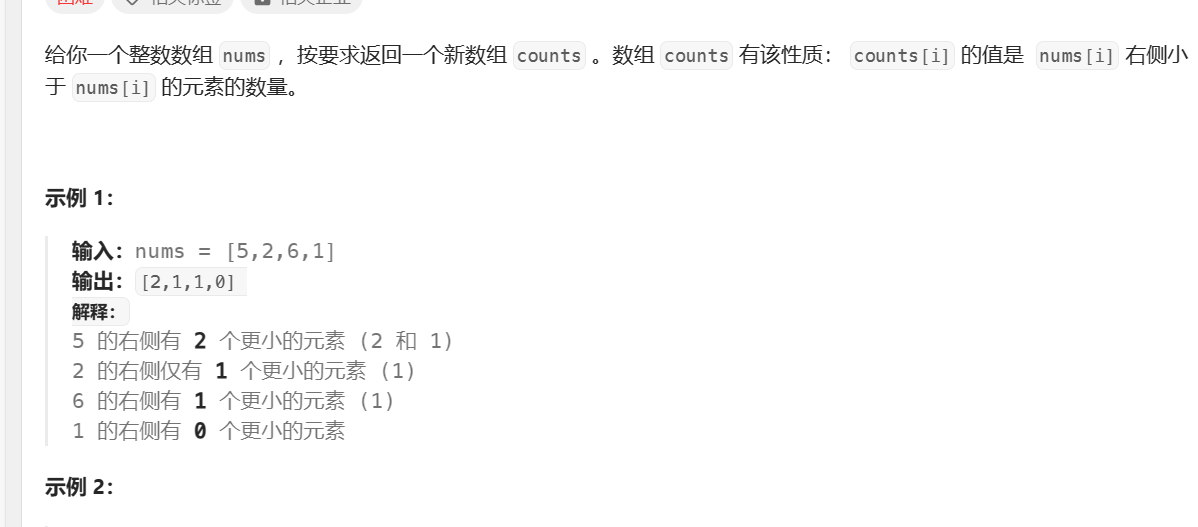 给你一个整数数组 nums ，按要求返回一个新数组 counts 。数组 counts 有该性质： counts[i] 的值是 nums[i] 右侧小
于 nums[i] 的元素的数量。
示例 1：
输入：nums = [5,2,6,1]
输出：[2,1,1,0]
解释：
5 的右侧有 2 个更小的元素 (2 和 1)
2 的右侧仅有 1 个更小的元素 (1)
6 的右侧有 1 个更小的元素 (1)
1 的右侧有 0 个更小的元素
示例 2：